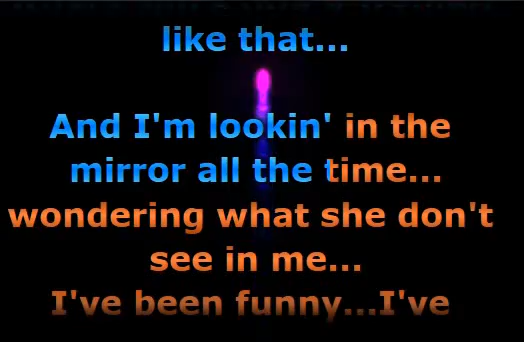 like that...
And I'm lookin' in the
mirror all the time...
wondering what she don't
see in me...
I've been funny...I've